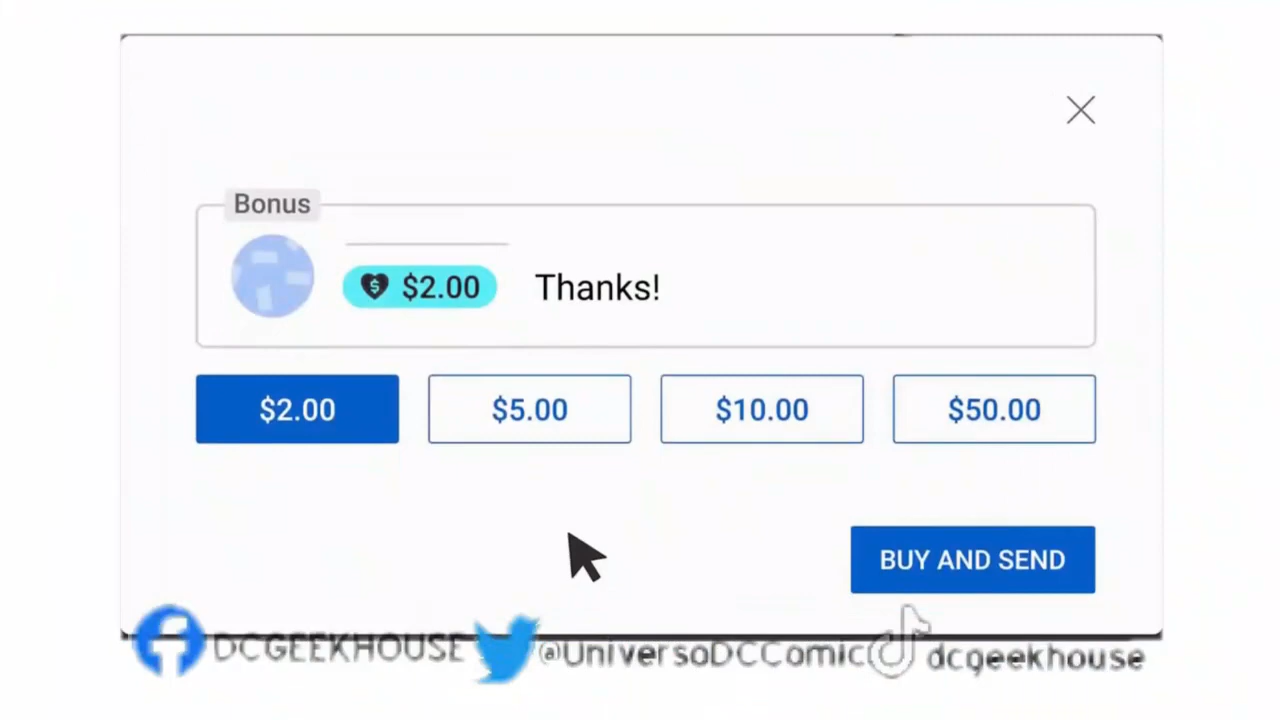 Bonus
$2.00 Thanks!
$2.00 $5.00 $10.00 $50.00
BUY AND SEND
DCGEEKHOUSE @UniversoDCComic dcgeekhouse